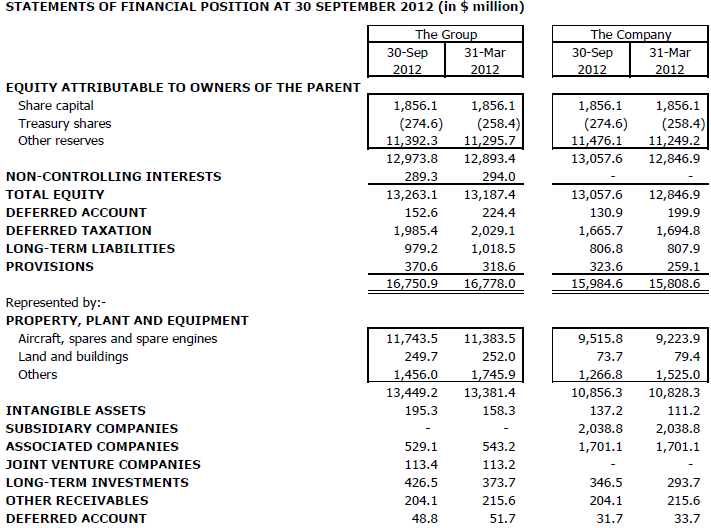 STATEMENTS OF FINANCIAL POSITION AT 30 SEPTEMBER 2012 (in $ million)
The Group The Company
30-Sep 31-Mar 30-Sep 31-Mar
2012 2012 2012 2012
EQUITY ATTRIBUTABLE TO OWNERS OF THE PARENT
Share capital 1,856.1 1,856.1 1,856.1 1,856.1
Treasury shares (274.6) (258.4) (274.6) (258.4)
Other reserves 11,392.3 11,295.7 11,476.1 11,249.2
12,973.8 12,893.4 13,057.6 12,846.9
NON-CONTROLLING INTERESTS 289.3 294.0 - -
TOTAL EQUITY 13,263.1 13,187.4 13,057.6 12,846.9
DEFERRED ACCOUNT 152.6 224.4 130.9 199.9
DEFERRED TAXATION 1,985.4 2,029.1 1,665.7 1,694.8
LONG-TERM LIABILITIES 979.2 1,018.5 806.8 807.9
PROVISIONS 370.6 318.6 323.6 259.1
16,750.9 16,778.0 15,984.6 15,808.6
Represented by:-
PROPERTY, PLANT AND EQUIPMENT
Aircraft, spares and spare engines 11,743.5 11,383.5 9,515.8 9,223.9
Land and buildings 249.7 252.0 73.7 79.4
Others 1,456.0 1,745.9 1,266.8 1,525.0
13,449.2 13,381.4 10,856.3 10,828.3
INTANGIBLE ASSETS 195.3 158.3 137.2 111.2
SUBSIDIARY COMPANIES - - 2,038.8 2,038.8
ASSOCIATED COMPANIES 529.1 543.2 1,701.1 1,701.1
JOINT VENTURE COMPANIES 113.4 113.2 - -
LONG-TERM INVESTMENTS 426.5 373.7 346.5 293.7
OTHER RECEIVABLES 204.1 215.6 204.1 215.6
DEFERRED ACCOUNT 48.8 51.7 31.7 33.7